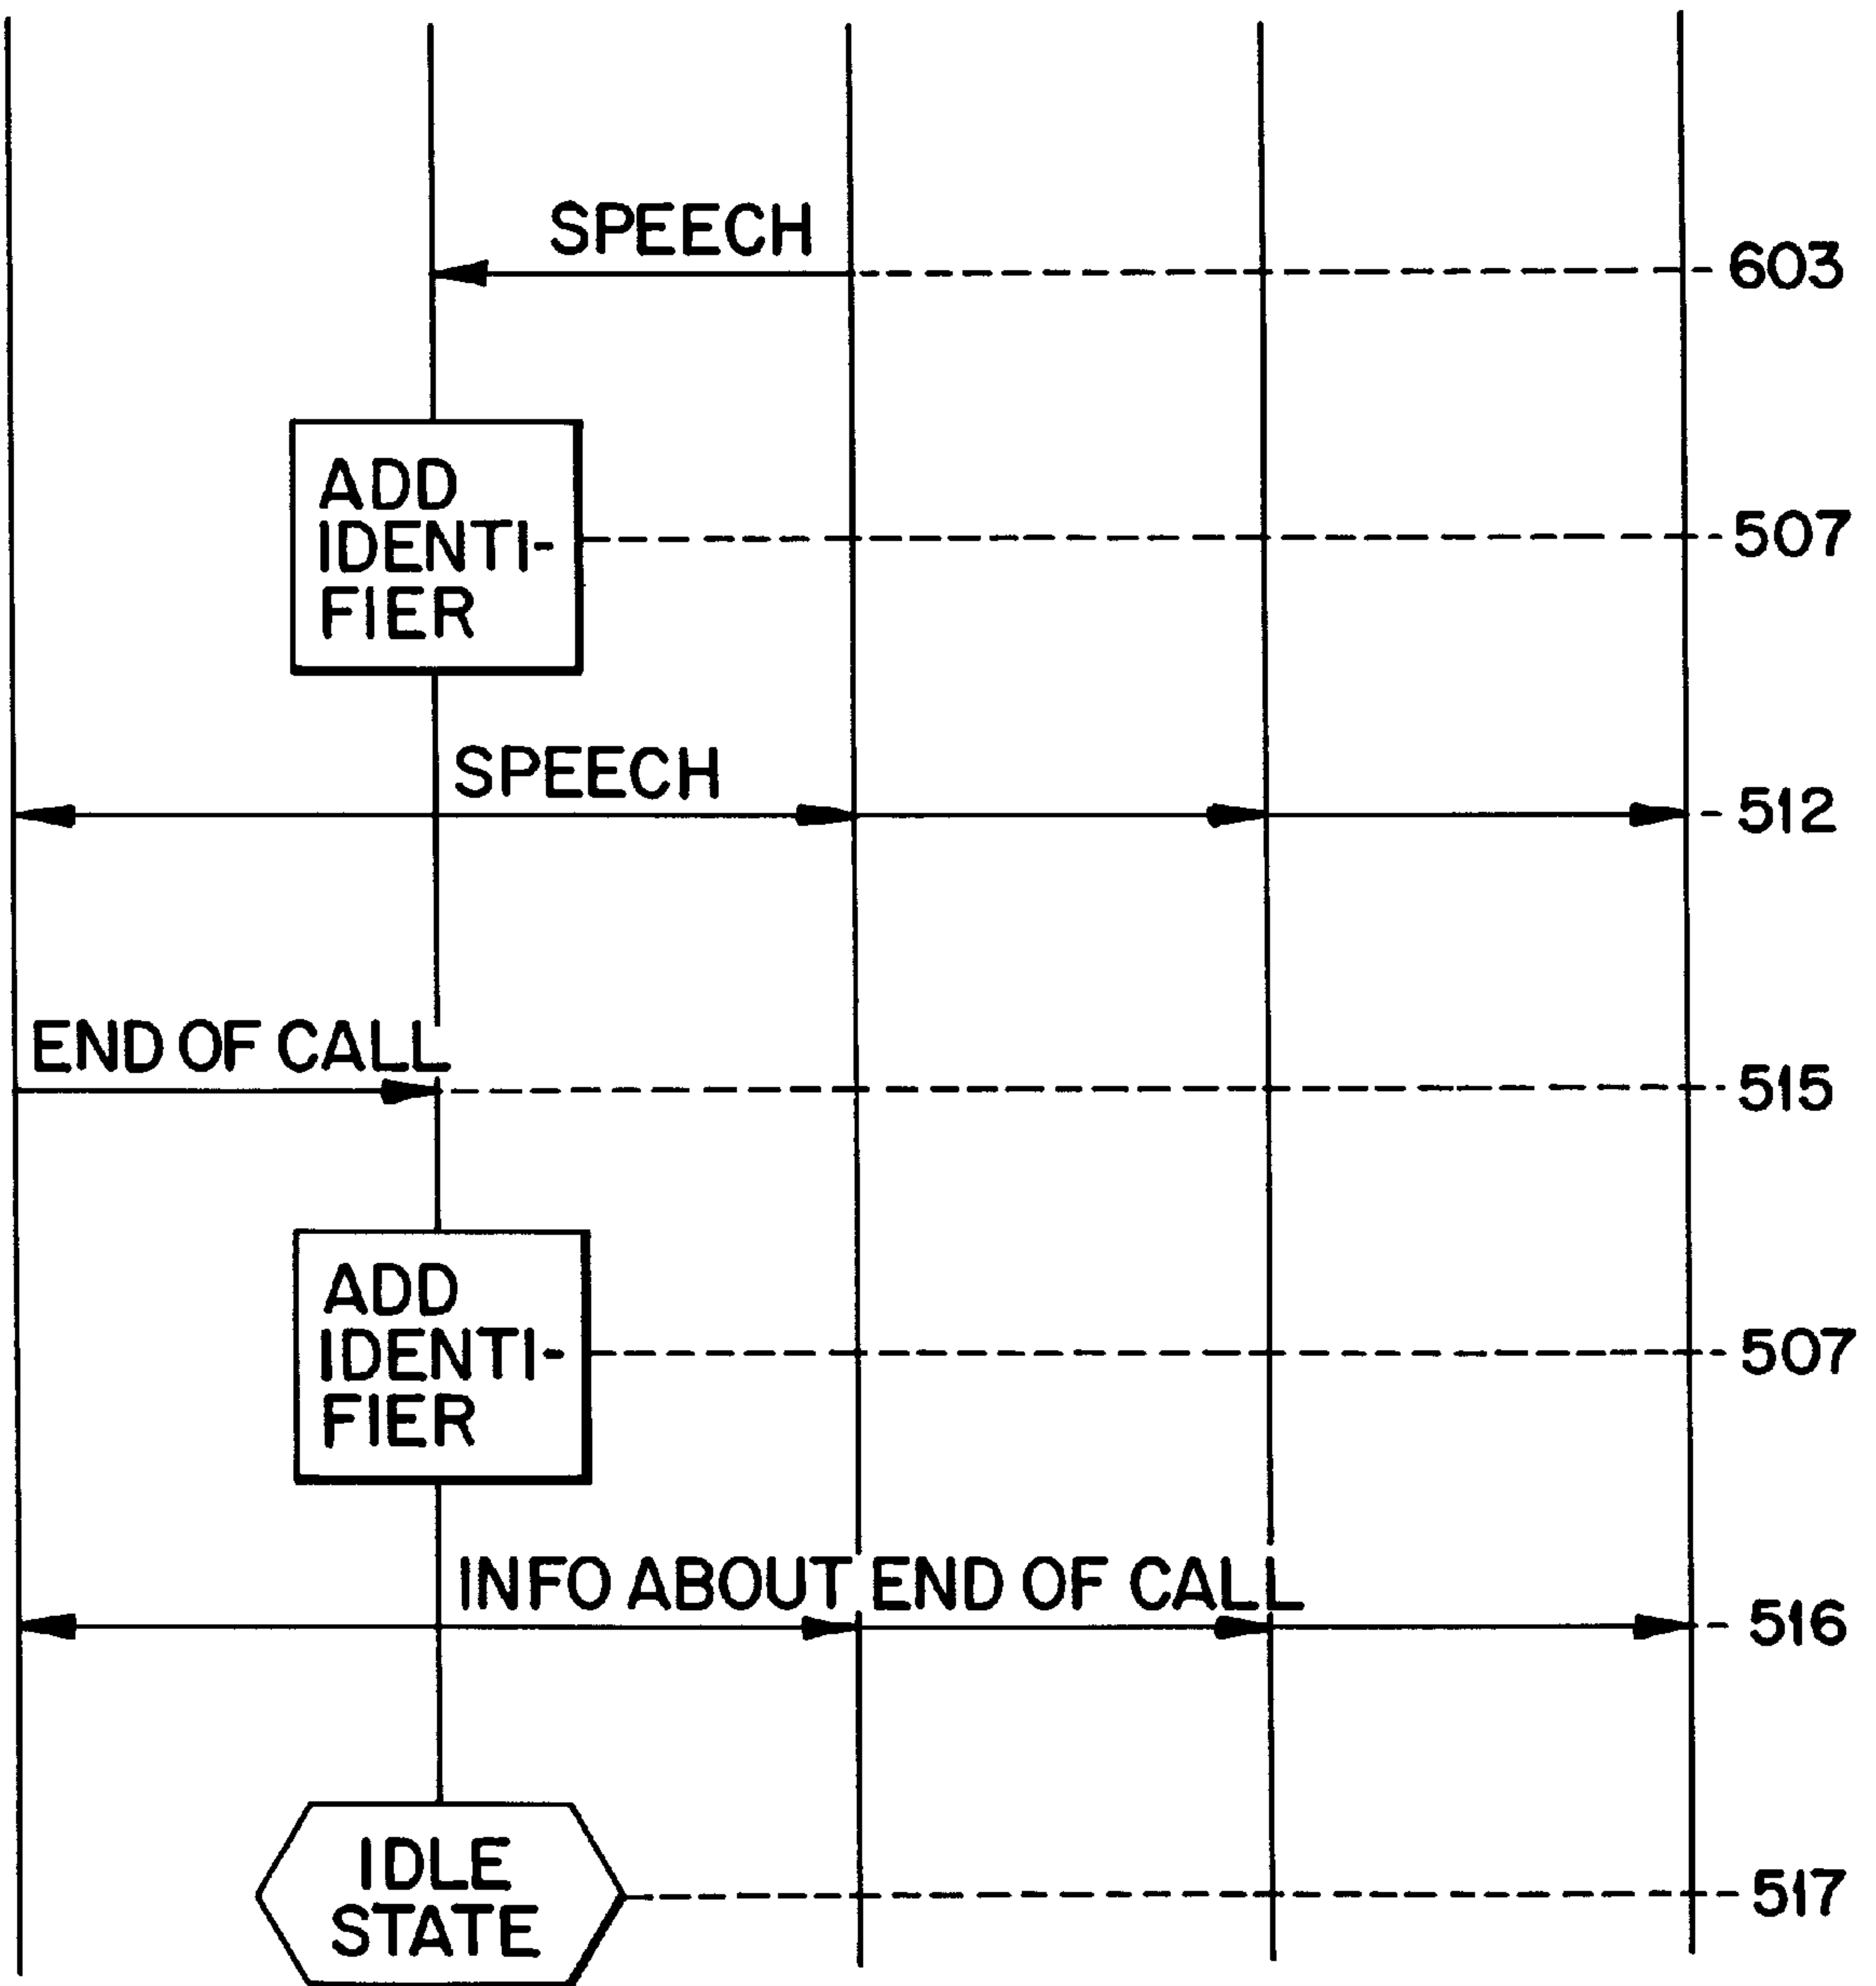 SPEECH
603
ADD
IDENTI-
FIER
507
SPEECH
512
END OF CALL
515
ADD
IDENTI-
FIER
507
INFO ABOUT END OF CALL
516
IDLE
STATE
517